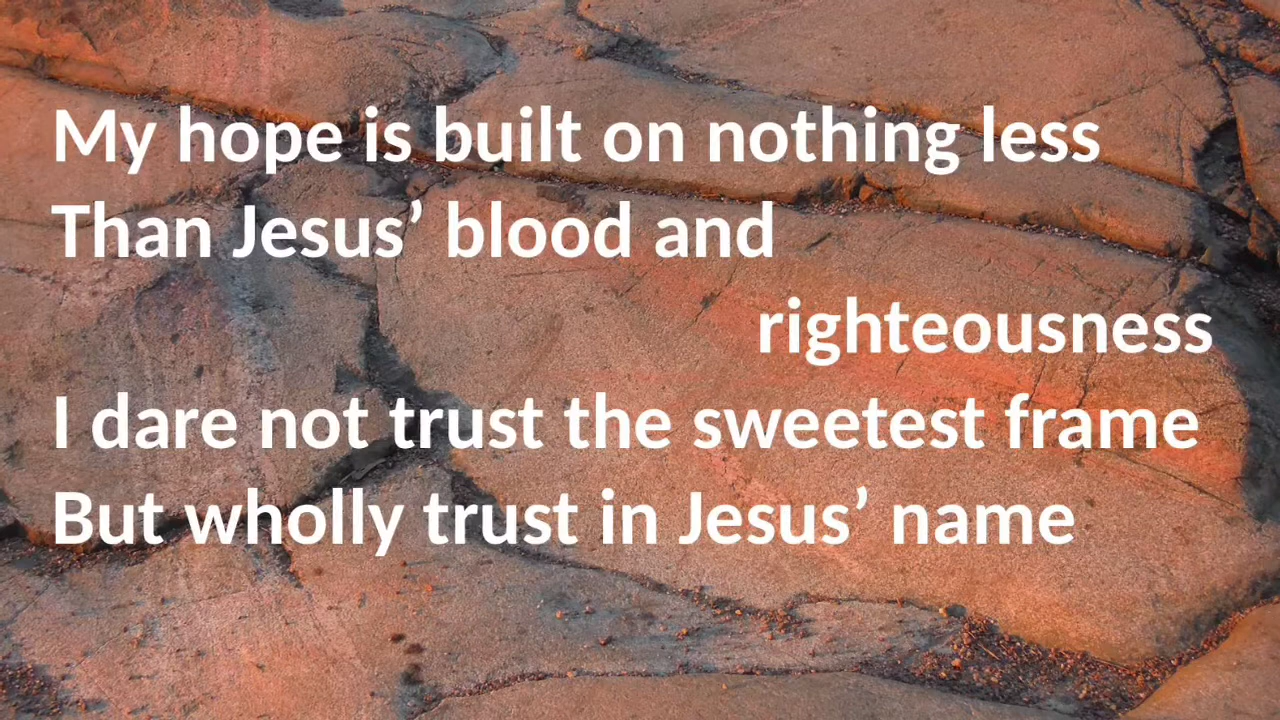 My hope is built on nothing less
Than Jesus’ blood and
righteousness
I dare not trust the sweetest frame
But wholly trust in Jesus’ name